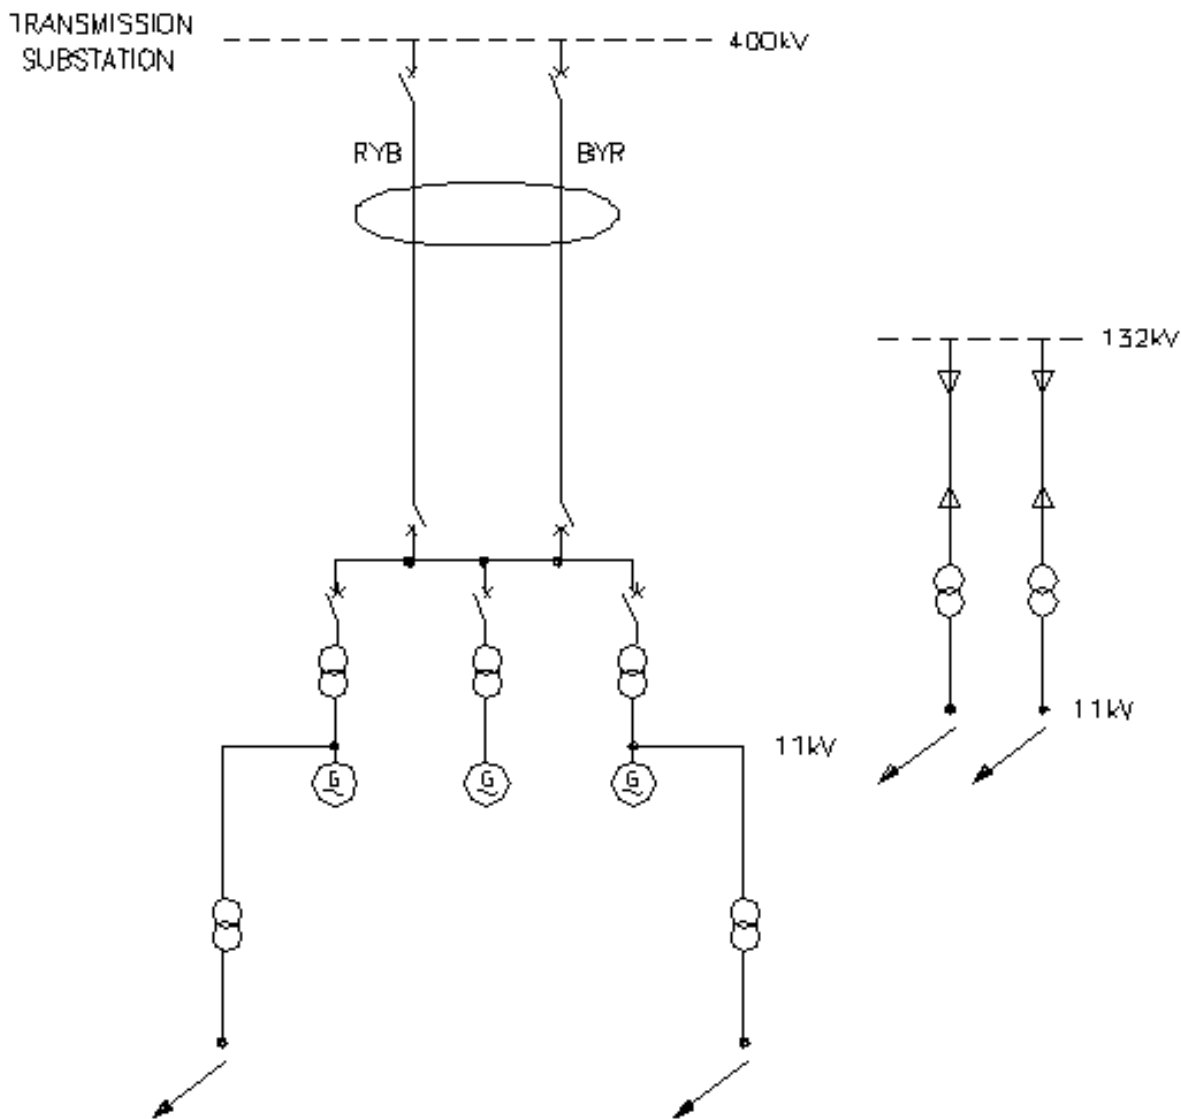 TRANSMISSION
SUBSTATION
400kV
RYB
BYR
132kV
11kV
11kV
G
G
G